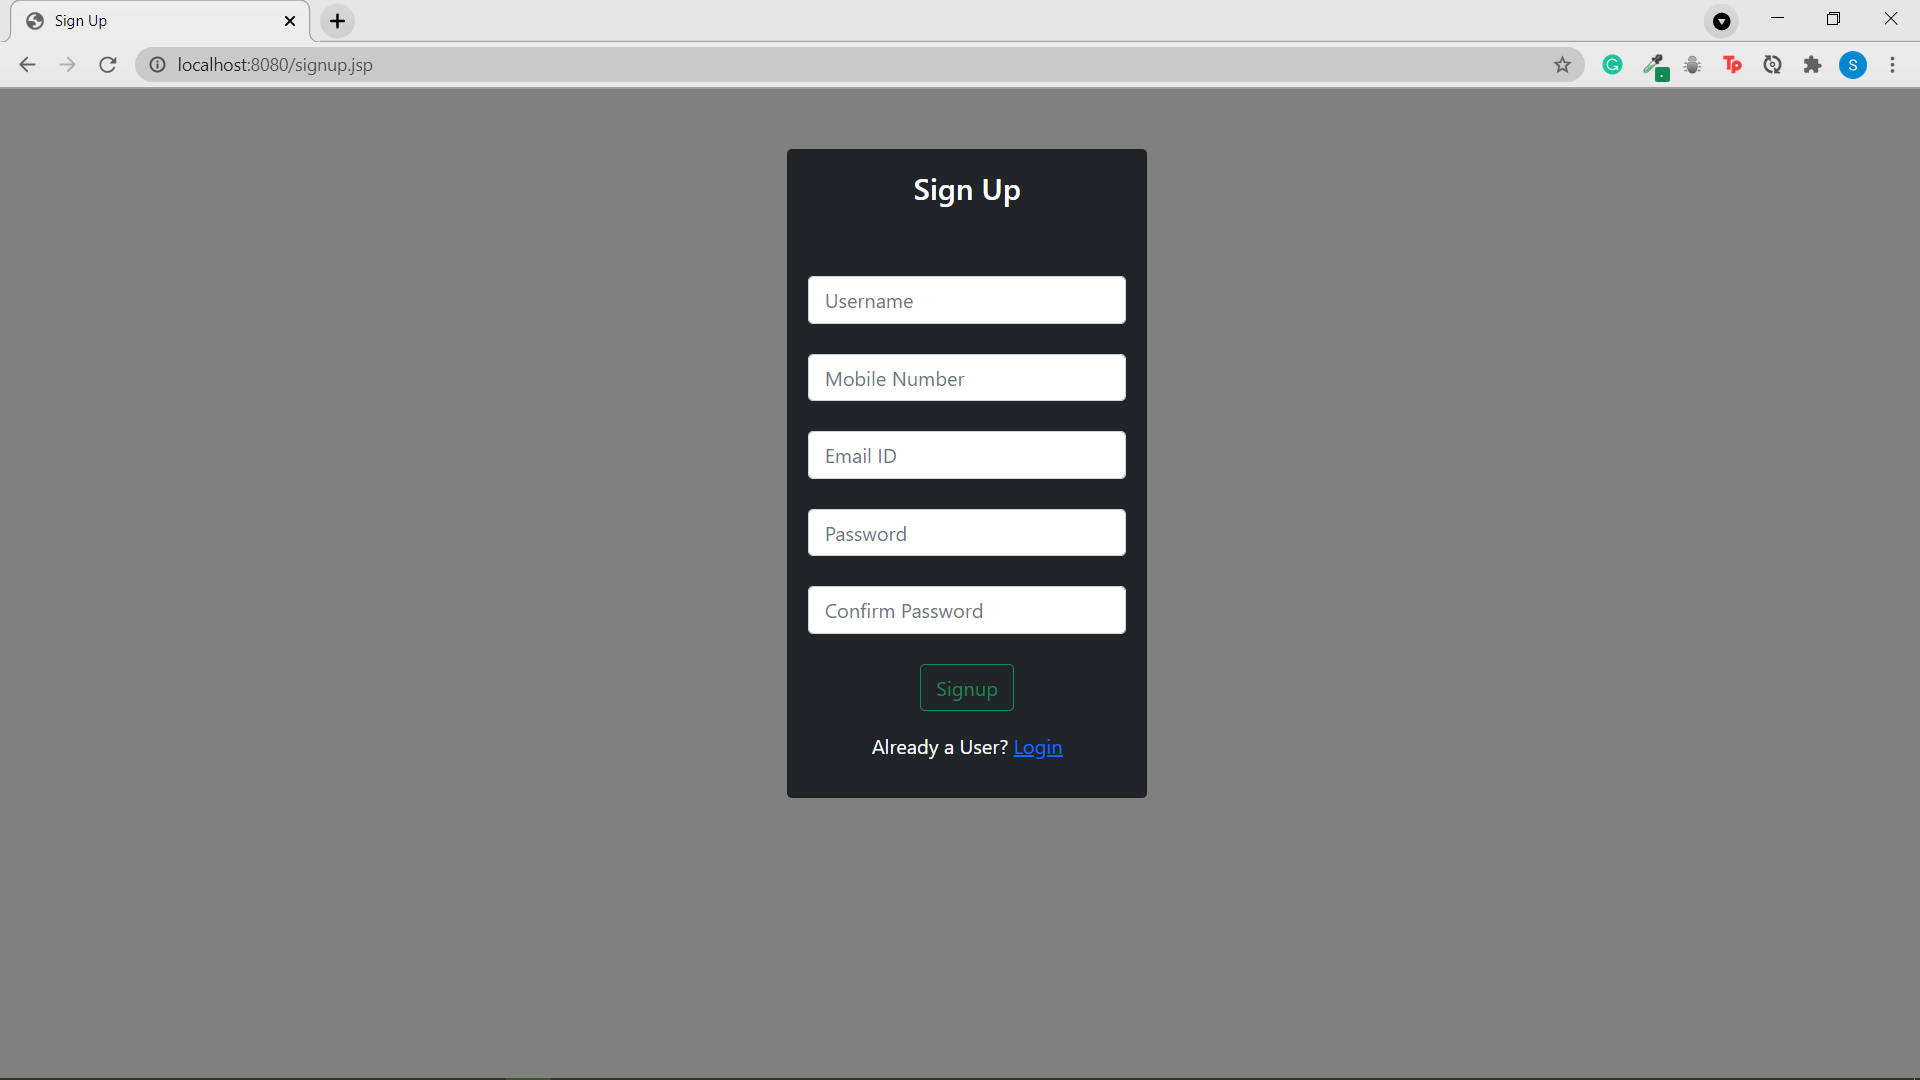 Sign Up
localhost:8080/signup.jsp
S
Sign Up
Username
Mobile Number
Email ID
Password
Confirm Password
Signup
Already a User? Login